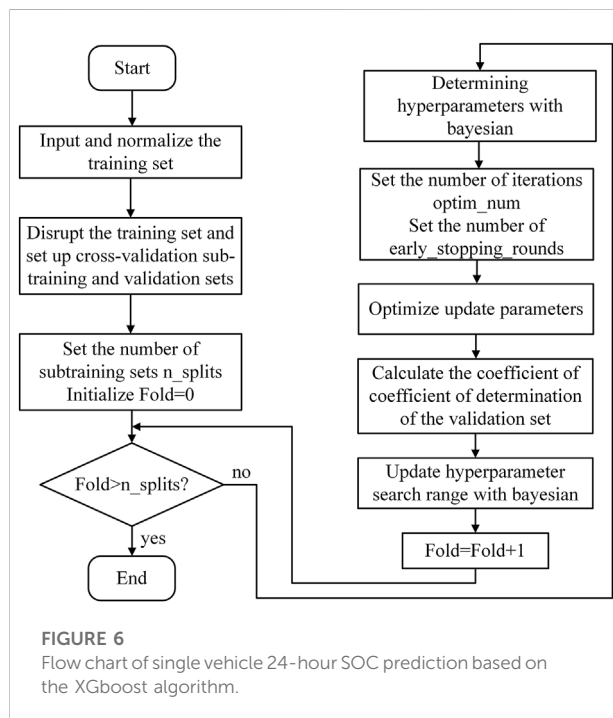 Start
Input and normalize the
training set
Disrupt the training set and
set up cross-validation sub-
training and validation sets
Set the number of
subtraining sets n_splits
Initialize Fold=0
Fold>n_splits?
no
yes
End
Determining
hyperparameters with
bayesian
Set the number of iterations
optim_num
Set the number of
early_stopping_rounds
Optimize update parameters
Calculate the coefficient of
coefficient of determination
of the validation set
Update hyperparameter
search range with bayesian
Fold=Fold+1
FIGURE 6
Flow chart of single vehicle 24-hour SOC prediction based on
the XGboost algorithm.